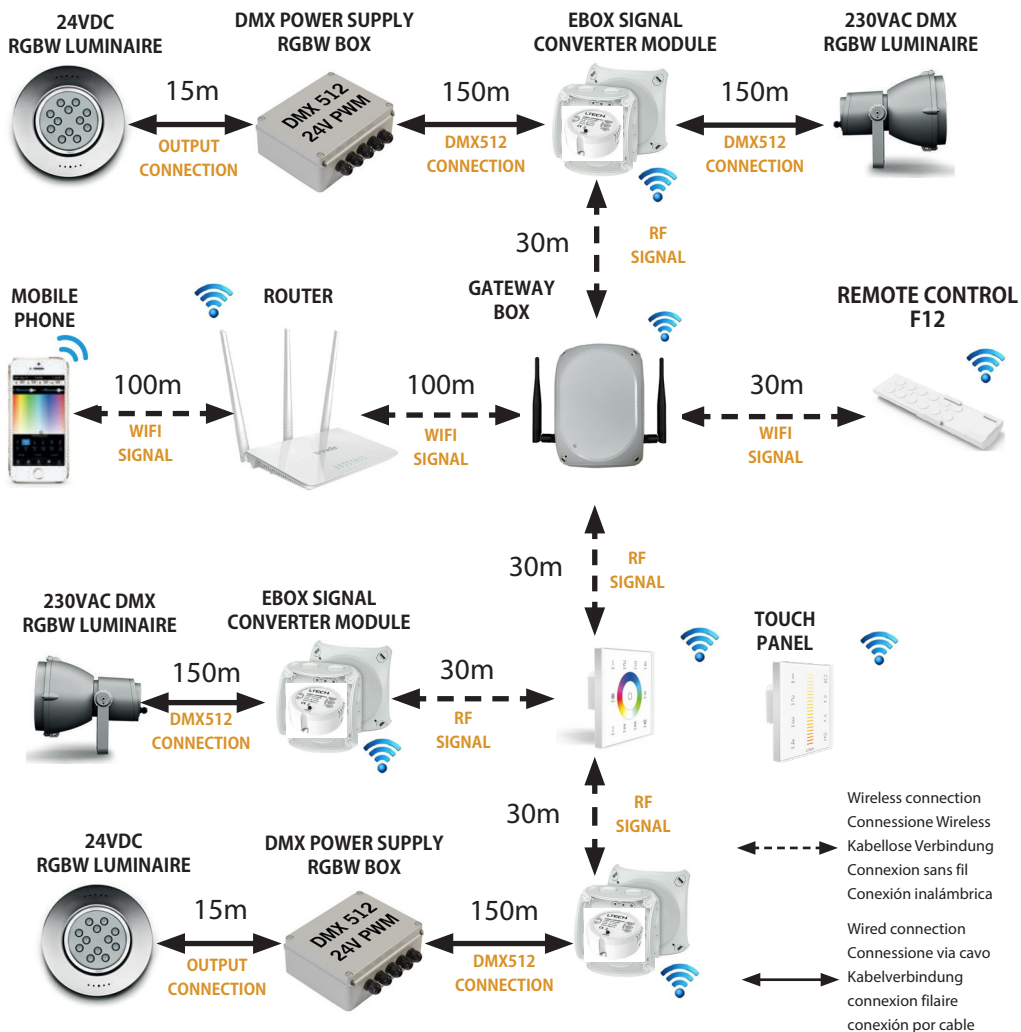 24VDC
RGBW LUMINAIRE
DMX POWER SUPPLY
RGBW BOX
EBOX SIGNAL
CONVERTER MODULE
230VAC DMX
RGBW LUMINAIRE
15m
OUTPUT
CONNECTION
DMX 512
24V PWM
150m
DMX512
CONNECTION
LTECH
150m
DMX512
CONNECTION
30m
RF
SIGNAL
MOBILE
PHONE
ROUTER
GATEWAY
BOX
REMOTE CONTROL
F12
100m
WIFI
SIGNAL
100m
WIFI
SIGNAL
30m
WIFI
SIGNAL
30m
RF
SIGNAL
230VAC DMX
RGBW LUMINAIRE
EBOX SIGNAL
CONVERTER MODULE
TOUCH
PANEL
150m
DMX512
CONNECTION
LTECH
30m
RF
SIGNAL
30m
RF
SIGNAL
24VDC
RGBW LUMINAIRE
DMX POWER SUPPLY
RGBW BOX
15m
OUTPUT
CONNECTION
DMX 512
24V PWM
150m
DMX512
CONNECTION
LTECH
Wireless connection
Connessione Wireless
Kabellose Verbindung
Connexion sans fil
Conexión inalámbrica
Wired connection
Connessione via cavo
Kabelverbindung
connexion filaire
conexión por cable